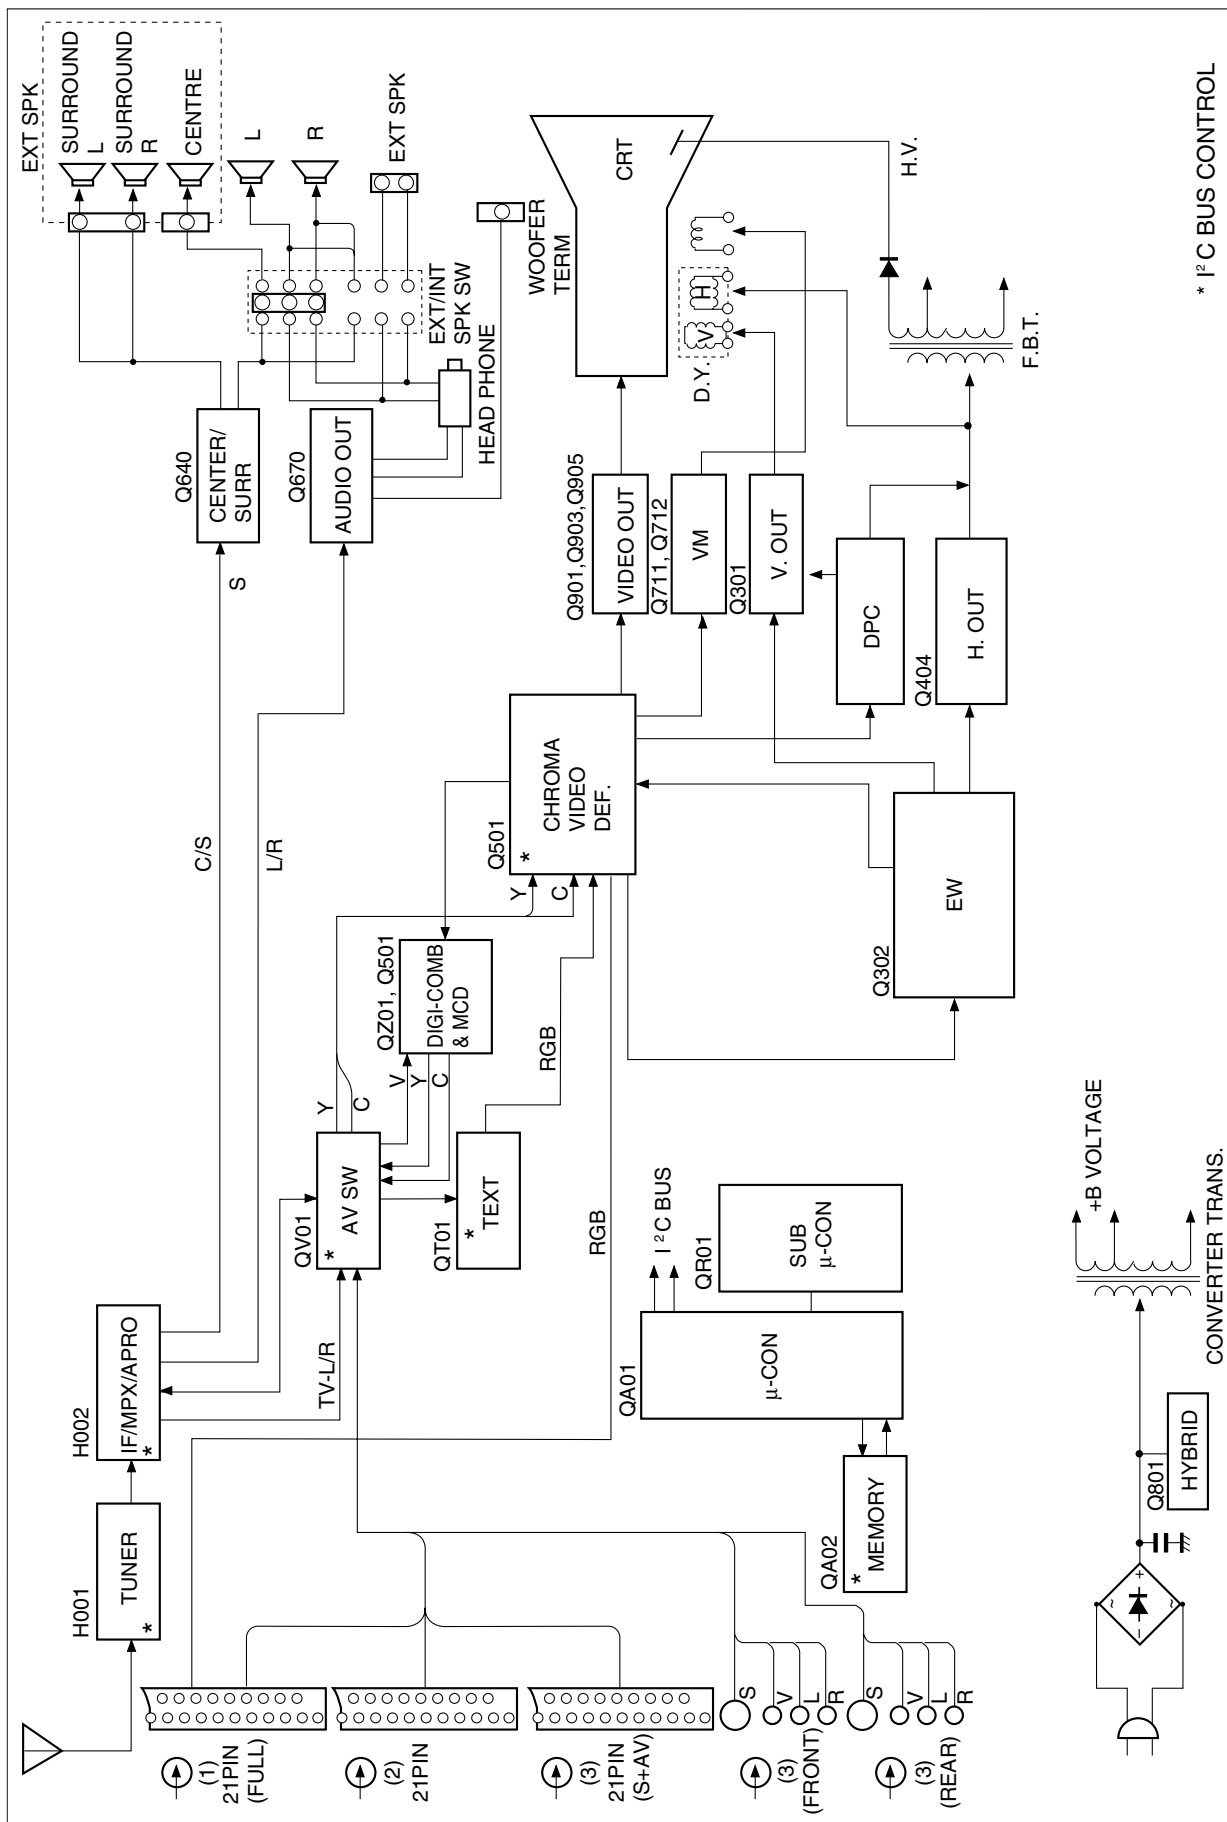 EXT SPK
SURROUND
L
SURROUND
R
CENTRE
L
R
EXT SPK
EXT/INT
SPK SW
HEAD PHONE
WOOFER
TERM
Q640
CENTER/
SURR
Q670
AUDIO OUT
S
C/S
L/R
H001
TUNER
*
H002
IF/MPX/APRO
*
TV-L/R
QV01
AV SW
*
Y
C
V
Y
C
QZ01, Q501
DIGI-COMB
& MCD
QT01
TEXT
*
RGB
RGB
Y
C
Q501
*
CHROMA
VIDEO
DEF.
Q901,Q903,Q905
VIDEO OUT
Q711, Q712
VM
Q301
V. OUT
DPC
Q404
H. OUT
Q302
EW
CRT
D.Y.
V
H
H.V.
F.B.T.
(1)
21PIN
(FULL)
(2)
21PIN
(3)
21PIN
(S+AV)
S
V
L
R
(3)
(FRONT)
S
V
L
R
(3)
(REAR)
QA02
MEMORY
*
QA01
µ-CON
I²C BUS
QR01
SUB
µ-CON
+
−
~
~
Q801
HYBRID
+B VOLTAGE
CONVERTER TRANS.
* I²C BUS CONTROL